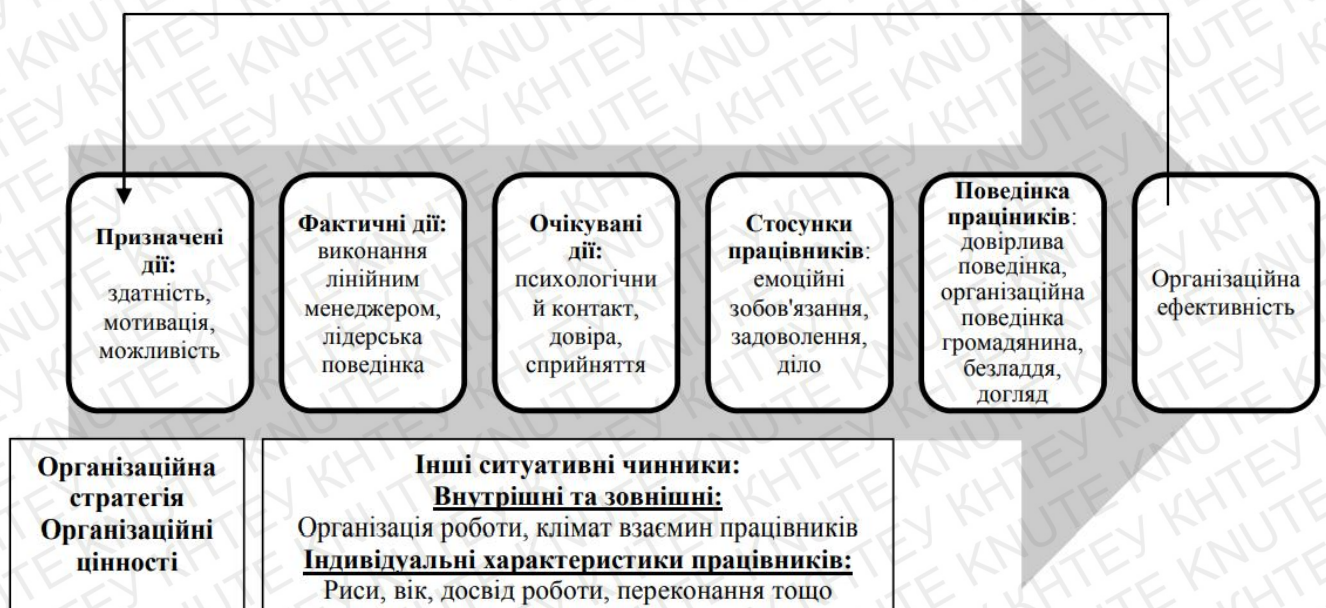 Призначені
дії:
здатність,
мотивація,
можливість
Фактичні дії:
виконання
лінійним
менеджером,
лідерська
поведінка
Очікувані
дії:
психологічни
й контакт,
довіра,
сприйняття
Стосунки
працівників:
емоційні
зобов'язання,
задоволення,
діло
Поведінка
праціників:
довірлива
поведінка,
організаційна
поведінка
громадянина,
безладдя,
догляд
Організаційна
ефективність
Організаційна
стратегія
Організаційні
цінності
Інші ситуативні чинники:
Внутрішні та зовнішні:
Організація роботи, клімат взаємин працівників
Індивідуальні характеристики працівників:
Риси, вік, досвід роботи, переконання тощо